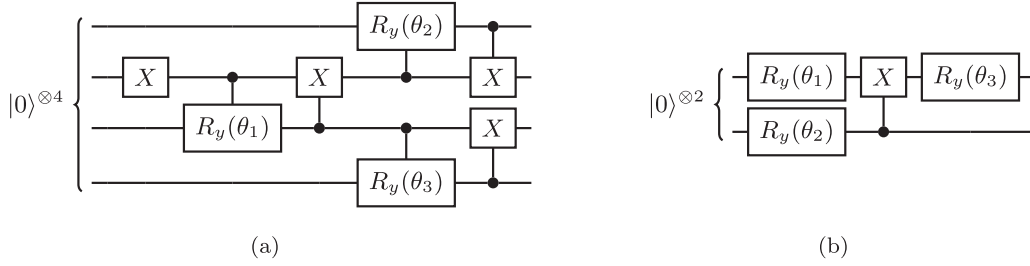 R_y(θ_2)
X X X
|0⟩^{⊗4} R_y(θ_1) X
R_y(θ_3)
(a)
R_y(θ_1) X R_y(θ_3)
|0⟩^{⊗2}
R_y(θ_2)
(b)